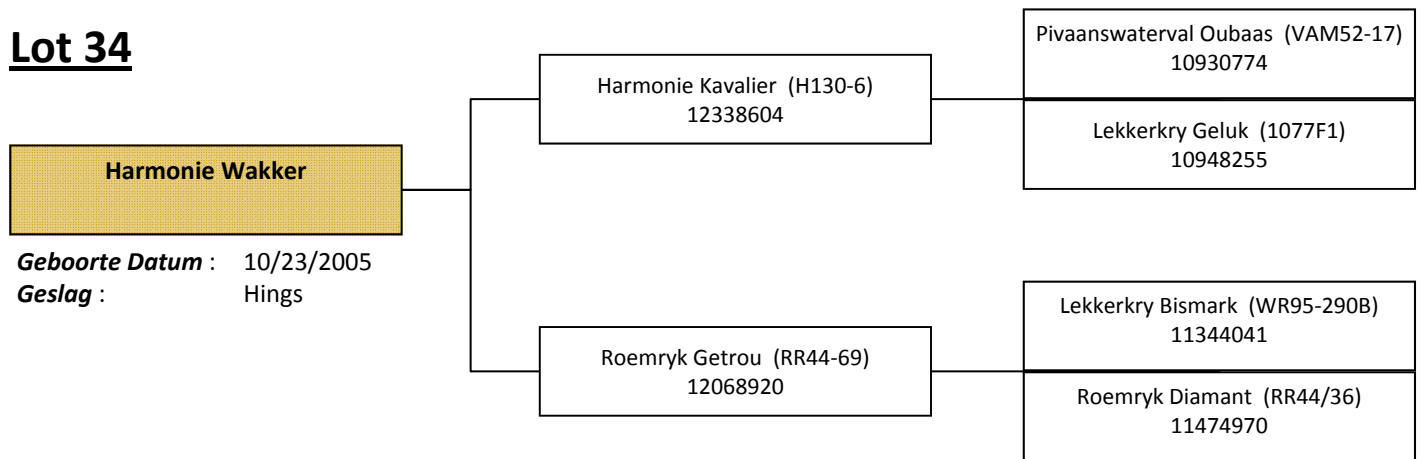 Lot 34
Harmonie Wakker
Geboorte Datum : 10/23/2005
Geslag : Hings
Harmonie Kavalier (H130-6)
12338604
Roemryk Getrou (RR44-69)
12068920
Pivaanswaterval Oubaas (VAM52-17)
10930774
Lekkerkry Geluk (1077F1)
10948255
Lekkerkry Bismark (WR95-290B)
11344041
Roemryk Diamant (RR44/36)
11474970